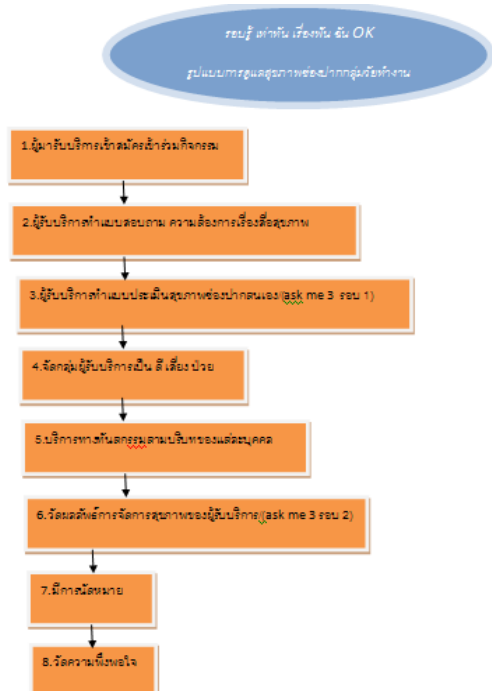 รอบรู้ เท่าทัน เรื่องฟัน ฉัน OK
รูปแบบการดูแลสุขภาพช่องปากกลุ่มวัยทำงาน
1.ผู้มารับบริการเข้าสมัครเข้าร่วมกิจกรรม
2.ผู้รับบริการทำแบบสอบถาม ความต้องการเรื่องสื่อสุขภาพ
3.ผู้รับบริการทำแบบประเมินสุขภาพช่องปากตนเอง/(ask me 3 รอบ 1)
4.จัดกลุ่มผู้รับบริการเป็น ดี เสี่ยง ป่วย
5.บริการทางทันตกรรมตามบริบทของแต่ละบุคคล
6.วัดผลลัพธ์การจัดการสุขภาพของผู้รับบริการ/(ask me 3 รอบ 2)
7.มีการนัดหมาย
8.วัดความพึงพอใจ